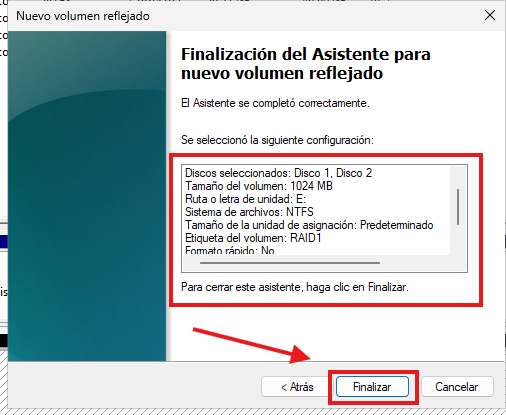 Nuevo volumen reflejado
Finalización del Asistente para
nuevo volumen reflejado
El Asistente se completó correctamente.
Se seleccionó la siguiente configuración:
Discos seleccionados: Disco 1, Disco 2
Tamaño del volumen: 1024 MB
Ruta o letra de unidad: E:
Sistema de archivos: NTFS
Tamaño de la unidad de asignación: Predeterminado
Etiqueta del volumen: RAID1
Formato rápido: No
Para cerrar este asistente, haga clic en Finalizar.
< Atrás
Finalizar
Cancelar